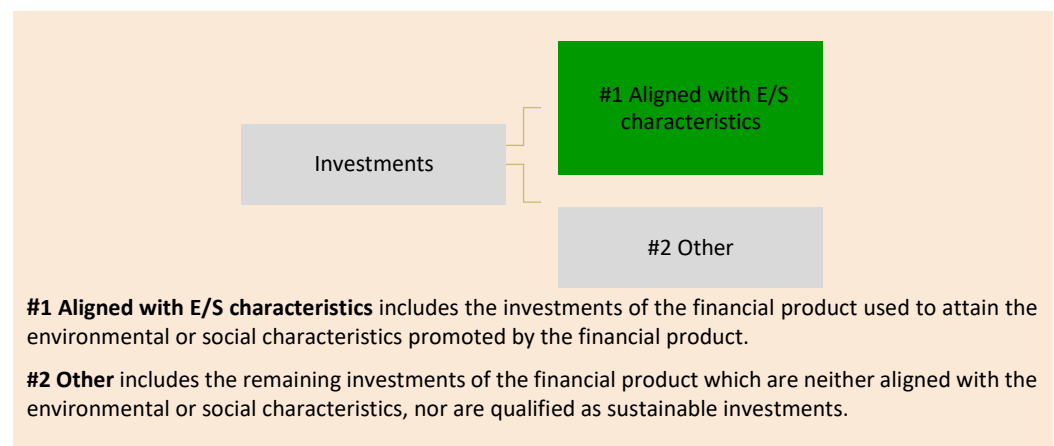 #1 Aligned with E/S
characteristics
Investments
#2 Other
#1 Aligned with E/S characteristics includes the investments of the financial product used to attain the
environmental or social characteristics promoted by the financial product.
#2 Other includes the remaining investments of the financial product which are neither aligned with the
environmental or social characteristics, nor are qualified as sustainable investments.